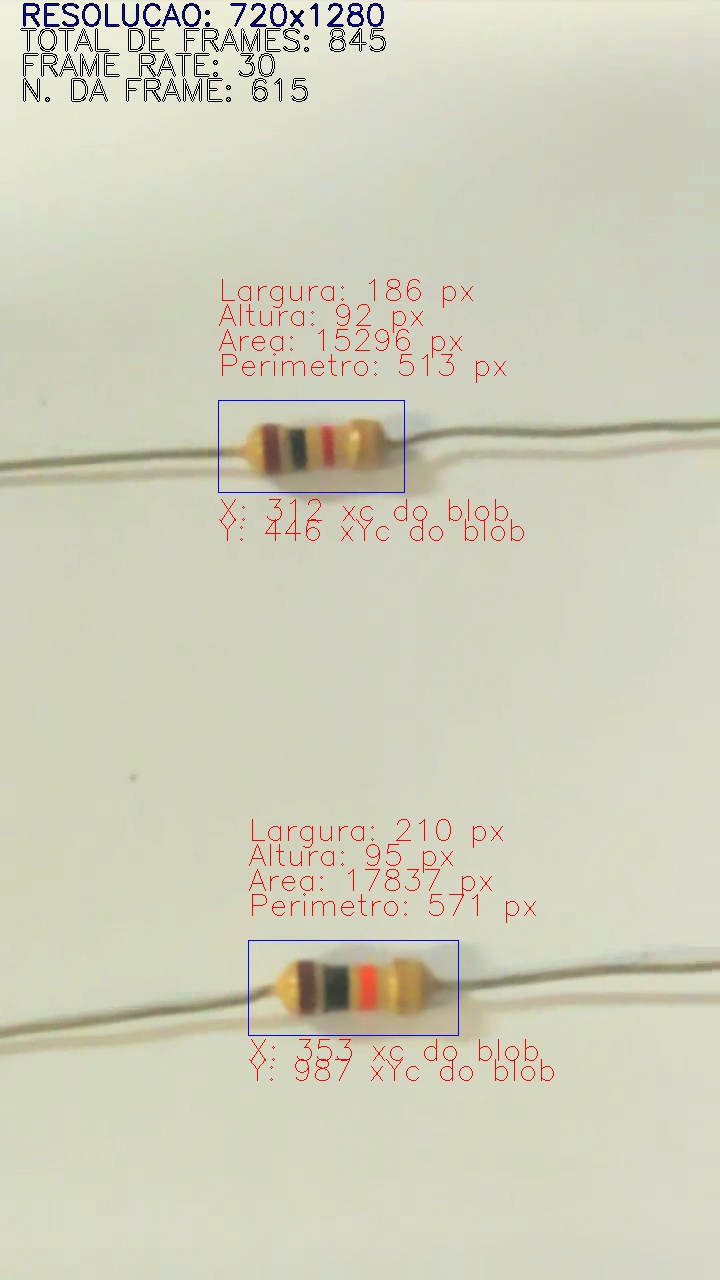 RESOLUCAO: 720x1280
TOTAL DE FRAMES: 845
FRAME RATE: 30
N. DA FRAME: 615
Largura: 186 px
Altura: 92 px
Area: 15296 px
Perimetro: 513 px
X: 312 xc do blob
Y: 446 xYc do blob
Largura: 210 px
Altura: 95 px
Area: 17837 px
Perimetro: 571 px
X: 353 xc do blob
Y: 987 xYc do blob